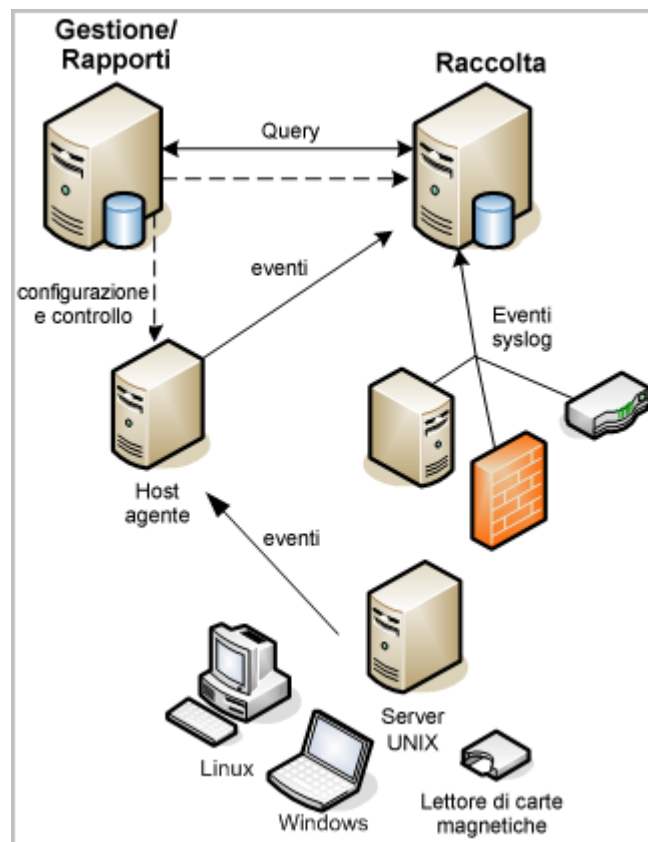 Gestione/
Rapporti
Raccolta
Query
eventi
configurazione
e controllo
Eventi
syslog
Host
agente
eventi
Server
UNIX
Linux
Windows
Lettore di carte
magnetiche